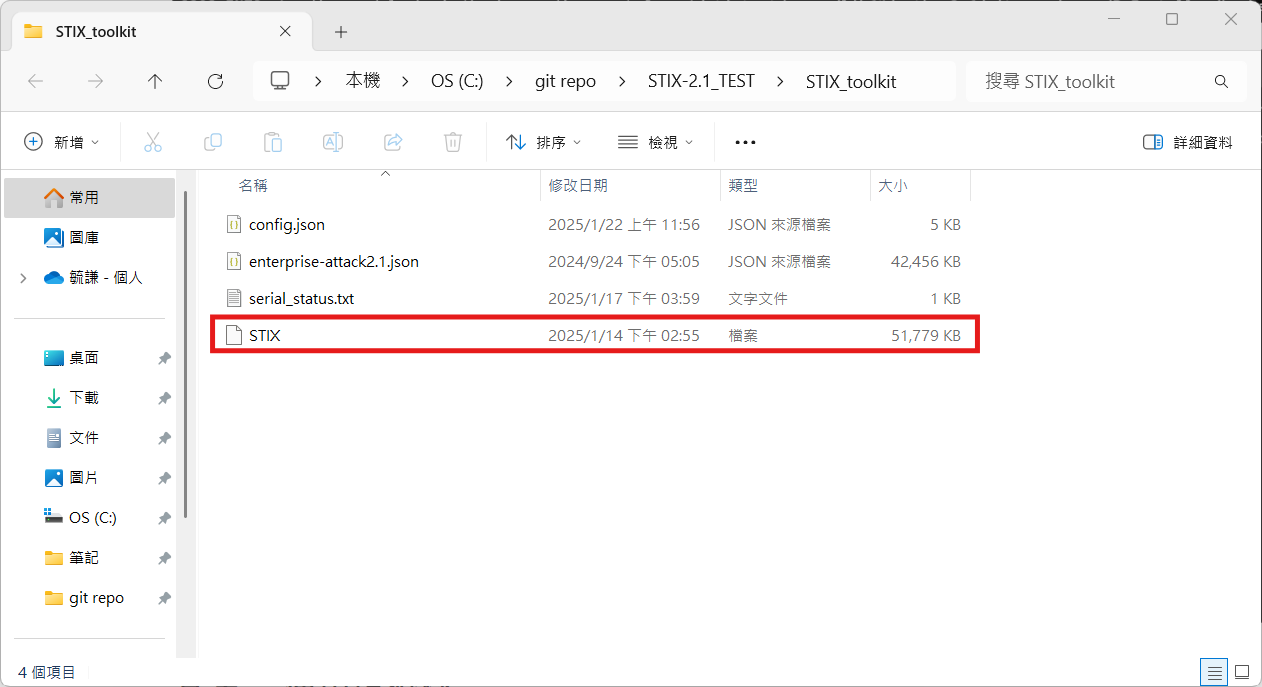 STIX_toolkit
本機 OS (C:) git repo STIX-2.1_TEST STIX_toolkit 搜尋 STIX_toolkit
新增 排序 檢視 詳細資料
名稱 修改日期 類型 大小
config.json 2025/1/22 上午 11:56 JSON 來源檔案 5 KB
enterprise-attack2.1.json 2024/9/24 下午 05:05 JSON 來源檔案 42,456 KB
serial_status.txt 2025/1/17 下午 03:59 文字文件 1 KB
STIX 2025/1/14 下午 02:55 檔案 51,779 KB
常用
圖庫
毓謙 - 個人
桌面
下載
文件
圖片
OS (C:)
筆記
git repo
4 個項目